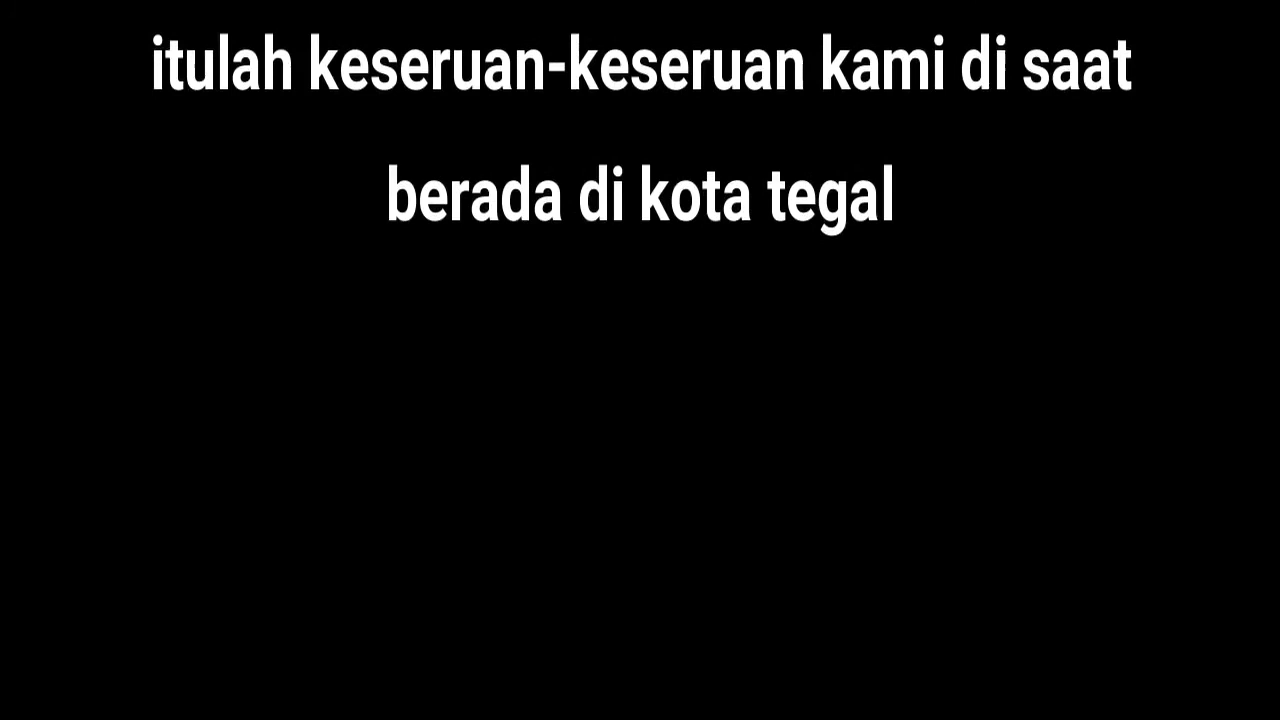 itulah keseruan-keseruan kami di saat
berada di kota tegal